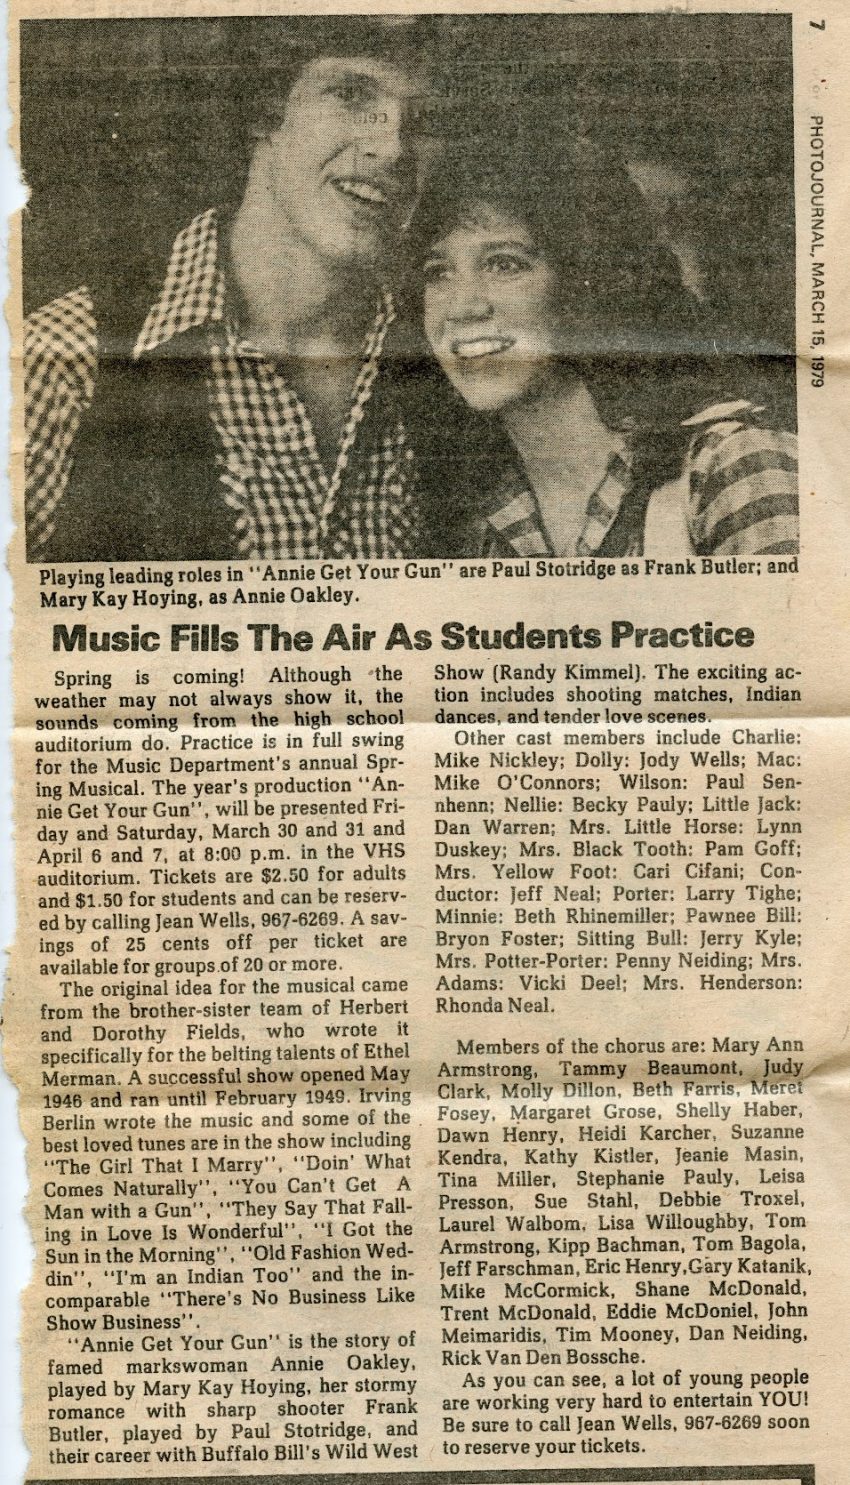 7
PHOTOJOURNAL, MARCH 15, 1979
Playing leading roles in "Annie Get Your Gun" are Paul Stotridge as Frank Butler; and
Mary Kay Hoying, as Annie Oakley.
Music Fills The Air As Students Practice
Spring is coming! Although the
weather may not always show it, the
sounds coming from the high school
auditorium do. Practice is in full swing
for the Music Department's annual Spr-
ing Musical. The year's production "An-
nie Get Your Gun", will be presented Fri-
day and Saturday, March 30 and 31 and
April 6 and 7, at 8:00 p.m. in the VHS
auditorium. Tickets are $2.50 for adults
and $1.50 for students and can be reserv-
ed by calling Jean Wells, 967-6269. A sav-
ings of 25 cents off per ticket are
available for groups of 20 or more.
The original idea for the musical came
from the brother-sister team of Herbert
and Dorothy Fields, who wrote it
specifically for the belting talents of Ethel
Merman. A successful show opened May
1946 and ran until February 1949. Irving
Berlin wrote the music and some of the
best loved tunes are in the show including
"The Girl That I Marry", "Doin' What
Comes Naturally", "You Can't Get A
Man with a Gun", "They Say That Fall-
ing in Love Is Wonderful", "I Got the
Sun in the Morning", "Old Fashion Wed-
din", "I'm an Indian Too" and the in-
comparable "There's No Business Like
Show Business".
"Annie Get Your Gun" is the story of
famed markswoman Annie Oakley,
played by Mary Kay Hoying, her stormy
romance with sharp shooter Frank
Butler, played by Paul Stotridge, and
their career with Buffalo Bill's Wild West
Show (Randy Kimmel). The exciting ac-
tion includes shooting matches, Indian
dances, and tender love scenes.
Other cast members include Charlie:
Mike Nickley; Dolly: Jody Wells; Mac:
Mike O'Connors; Wilson: Paul Sen-
nhenn; Nellie: Becky Pauly; Little Jack:
Dan Warren; Mrs. Little Horse: Lynn
Duskey; Mrs. Black Tooth: Pam Goff;
Mrs. Yellow Foot: Cari Cifani; Con-
ductor: Jeff Neal; Porter: Larry Tighe;
Minnie: Beth Rhinemiller; Pawnee Bill:
Bryon Foster; Sitting Bull: Jerry Kyle;
Mrs. Potter-Porter: Penny Neiding; Mrs.
Adams: Vicki Deel; Mrs. Henderson:
Rhonda Neal.
Members of the chorus are: Mary Ann
Armstrong, Tammy Beaumont, Judy
Clark, Molly Dillon, Beth Farris, Meret
Fosey, Margaret Grose, Shelly Haber,
Dawn Henry, Heidi Karcher, Suzanne
Kendra, Kathy Kistler, Jeanie Masin,
Tina Miller, Stephanie Pauly, Leisa
Presson, Sue Stahl, Debbie Troxel,
Laurel Walbom, Lisa Willoughby, Tom
Armstrong, Kipp Bachman, Tom Bagola,
Jeff Farschman, Eric Henry,Gary Katanik,
Mike McCormick, Shane McDonald,
Trent McDonald, Eddie McDoniel, John
Meimaridis, Tim Mooney, Dan Neiding,
Rick Van Den Bossche.
As you can see, a lot of young people
are working very hard to entertain YOU!
Be sure to call Jean Wells, 967-6269 soon
to reserve your tickets.